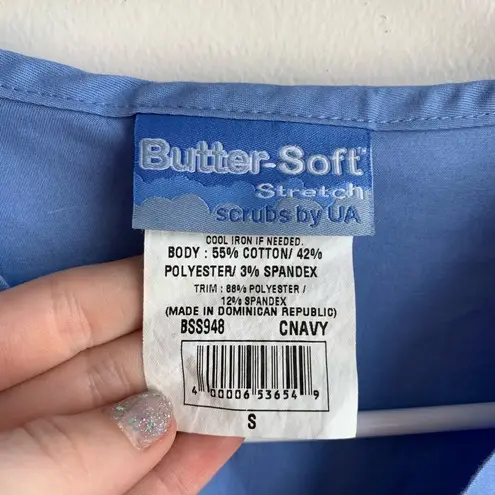 Butter-Soft™
Stretch
scrubs by UA
COOL IRON IF NEEDED.
BODY : 55% COTTON/ 42%
POLYESTER/ 3% SPANDEX
TRIM : 88% POLYESTER /
12% SPANDEX
(MADE IN DOMINICAN REPUBLIC)
BSS948 CNAVY
4 00006 53654 9
S